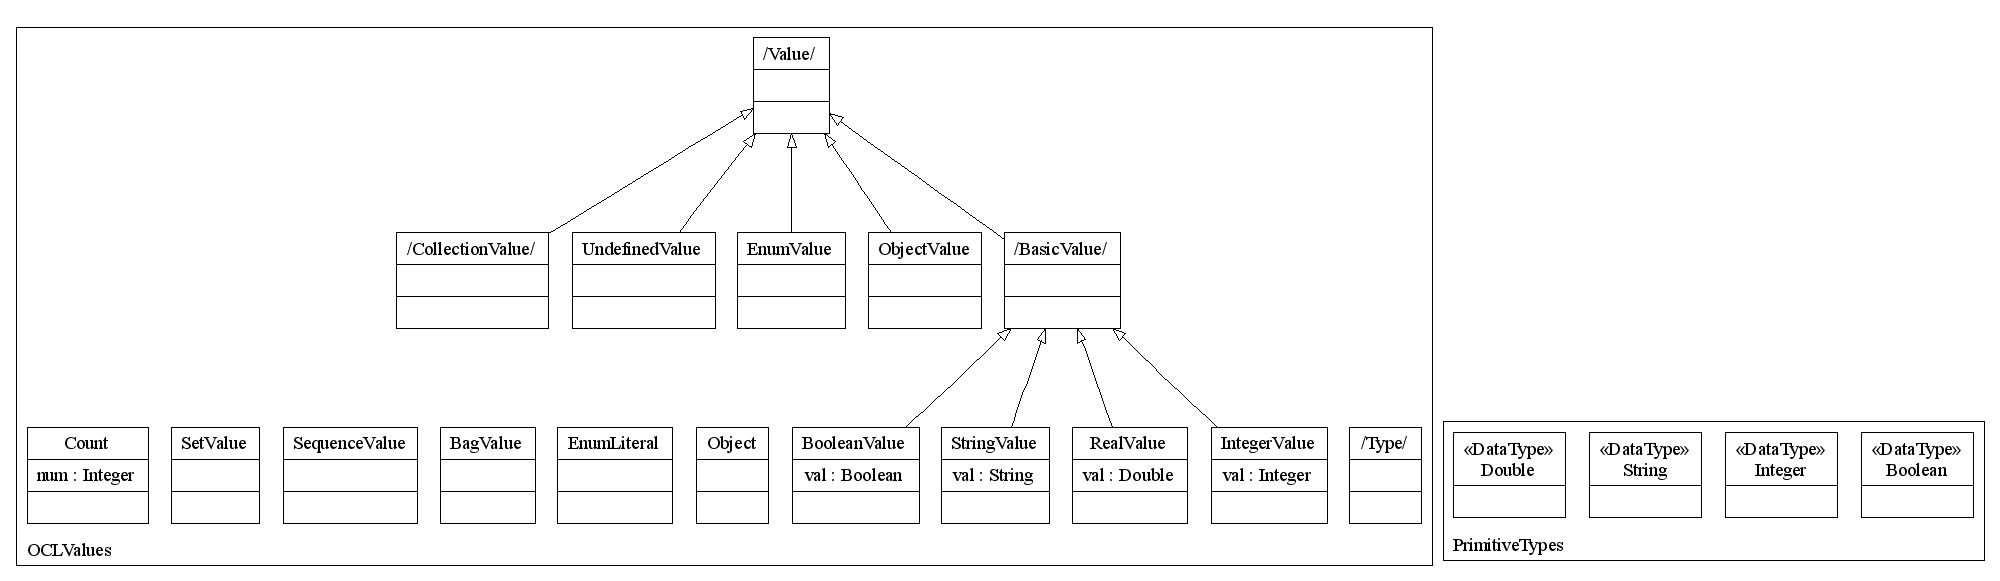 /Value/
/CollectionValue/
UndefinedValue
EnumValue
ObjectValue
/BasicValue/
Count
num : Integer
SetValue
SequenceValue
BagValue
EnumLiteral
Object
BooleanValue
val : Boolean
StringValue
val : String
RealValue
val : Double
IntegerValue
val : Integer
/Type/
OCLValues
«DataType»
Double
«DataType»
String
«DataType»
Integer
«DataType»
Boolean
PrimitiveTypes